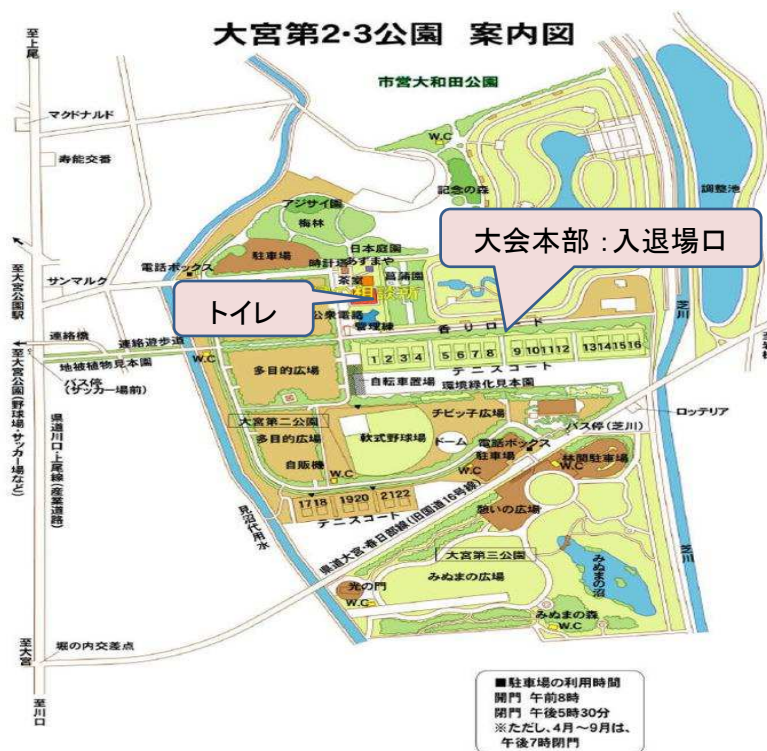 大宮第2・3公園 案内図
至上尾
市営大和田公園
マクドナルド
W.C
寿能交番
記念の森
調整池
アジサイ園
梅林
大会本部：入退場口
日本庭園
駐車場
時計塔
あずまや
電話ボックス
茶室
菖蒲園
サンマルク
至大宮公園駅
相談所
トイレ
公衆電話
管理棟
香りロード
芝川
連絡橋
連絡遊歩道
W.C
地被植物見本園
バス停
(サッカー場前)
至大宮公園(野球場・サッカー場など)
県道川口・上尾線(産業道路)
多目的広場
1 2 3 4 5 6 7 8 9 10 11 12 13 14 15 16
テニスコート
自転車置場
環境緑化見本園
ロッテリア
チビッ子広場
バス停(芝川)
大宮第二公園
多目的広場
軟式野球場
ドーム
電話ボックス
駐車場
W.C
林間駐車場
W.C
自販機
W.C
17 18 19 20 21 22
テニスコート
憩いの広場
見沼代用水
県道大宮・春日部線(旧国道16号線)
大宮第三公園
みぬまの広場
みぬまの沼
芝川
光の門
W.C
みぬまの森
W.C
至大宮
堀の内交差点
至川口
■駐車場の利用時間
開門 午前8時
閉門 午後5時30分
※ただし、4月～9月は、
午後7時閉門